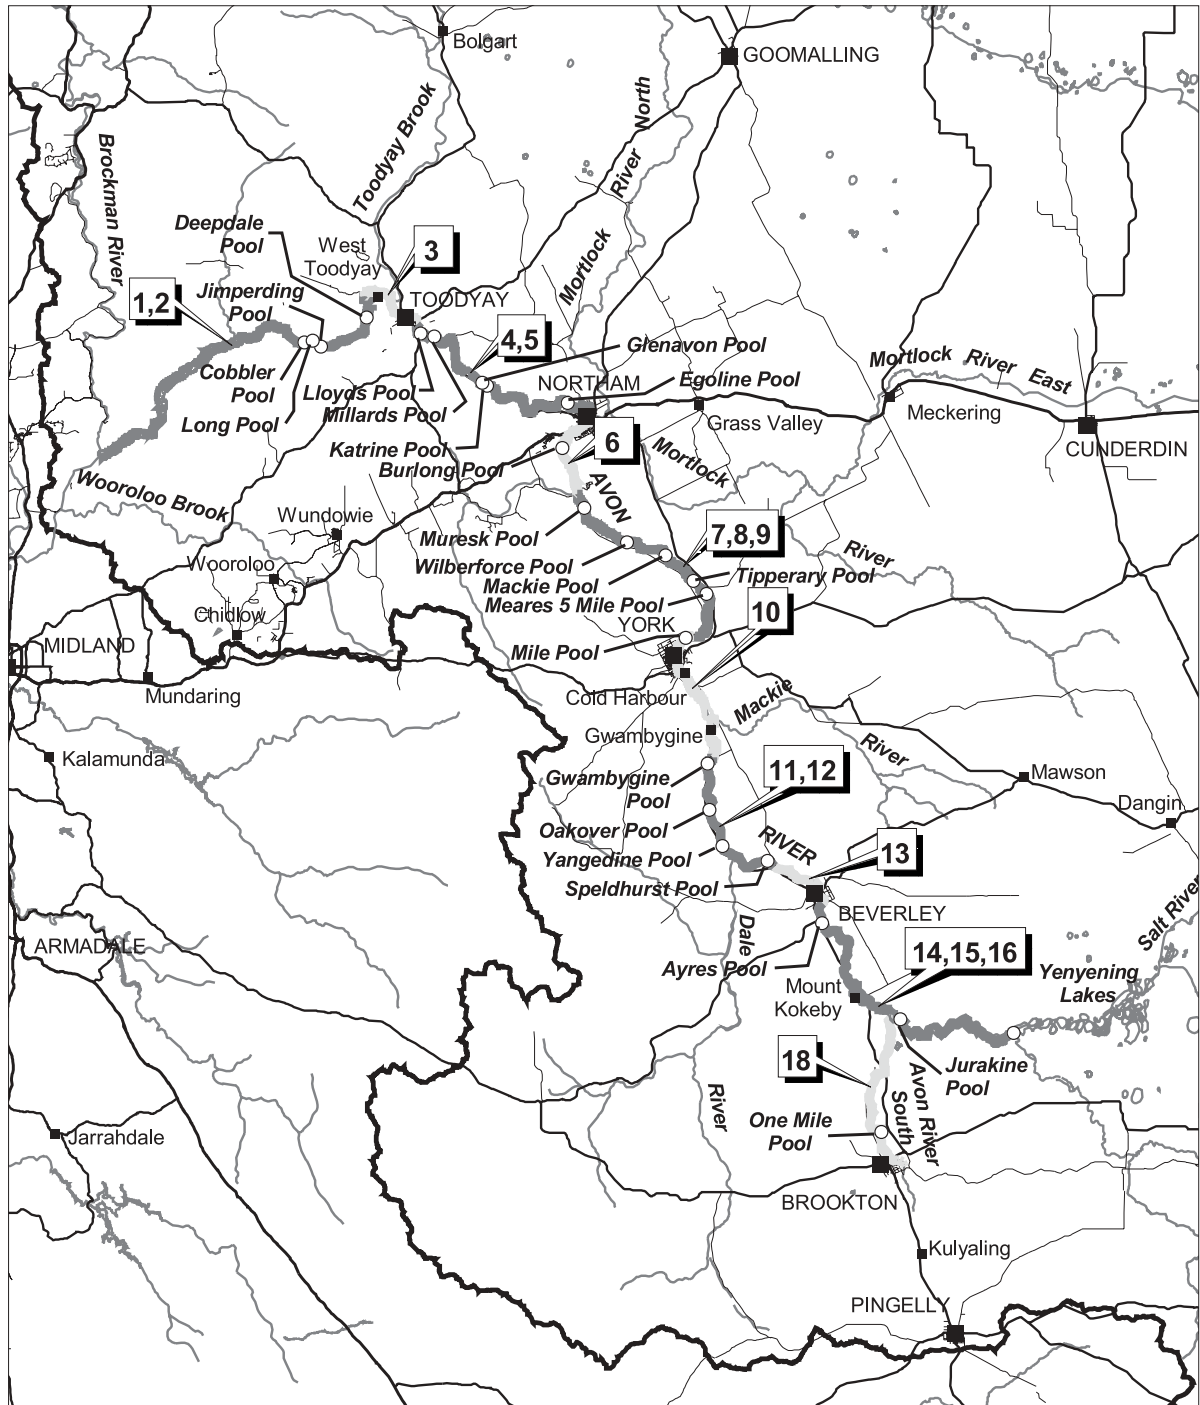 Bolgart
GOOMALLING
Brockman River
Toodyay Brook
Mortlock
River
North
Deepdale
Pool
West
Toodyay
3
1,2
Jimperding
Pool
TOODYAY
4,5
Glenavon Pool
Cobbler
Pool
Lloyds Pool
Millards Pool
NORTHAM
Egoline Pool
Mortlock
River
East
Long Pool
Grass Valley
Meckering
CUNDERDIN
Katrine Pool
Burlong Pool
6
Mortlock
River
Wooroloo Brook
AVON
Wundowie
Muresk Pool
7,8,9
Wilberforce Pool
Wooroloo
Mackie Pool
Tipperary Pool
Meares 5 Mile Pool
Chidlow
YORK
10
MIDLAND
Mile Pool
Mundaring
Cold Harbour
Mackie
River
Gwambygine
Kalamunda
Gwambygine
Pool
11,12
Mawson
Dangin
Oakover Pool
RIVER
Yangedine Pool
13
Speldhurst Pool
BEVERLEY
Salt River
ARMADALE
Dale
River
Ayres Pool
14,15,16
Mount
Kokeby
Yenyening
Lakes
18
Jurakine
Pool
Avon River
South
One Mile
Pool
Jarrahdale
BROOKTON
Kulyaling
PINGELLY